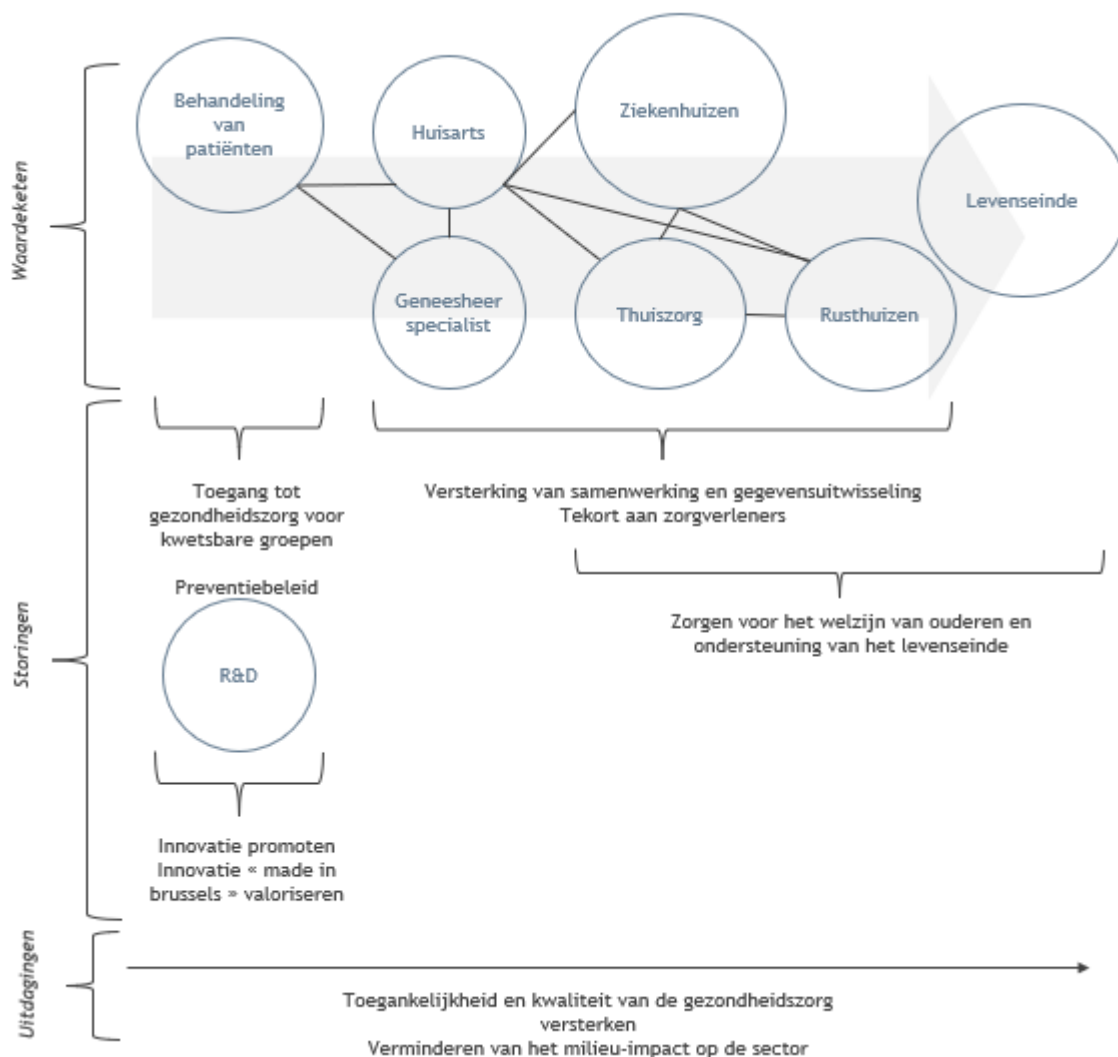 Waardeketen
Behandeling
van
patiënten
Huisarts
Ziekenhuizen
Levenseinde
Geneesheer
specialist
Thuiszorg
Rusthuizen
Storingen
Toegang tot
gezondheidszorg voor
kwetsbare groepen
Preventiebeleid
Versterking van samenwerking en gegevensuitwisseling
Tekort aan zorgverleners
Zorgen voor het welzijn van ouderen en
ondersteuning van het levenseinde
R&D
Innovatie promoten
Innovatie « made in
brussels » valoriseren
Uitdagingen
Toegankelijkheid en kwaliteit van de gezondheidszorg
versterken
Verminderen van het milieu-impact op de sector